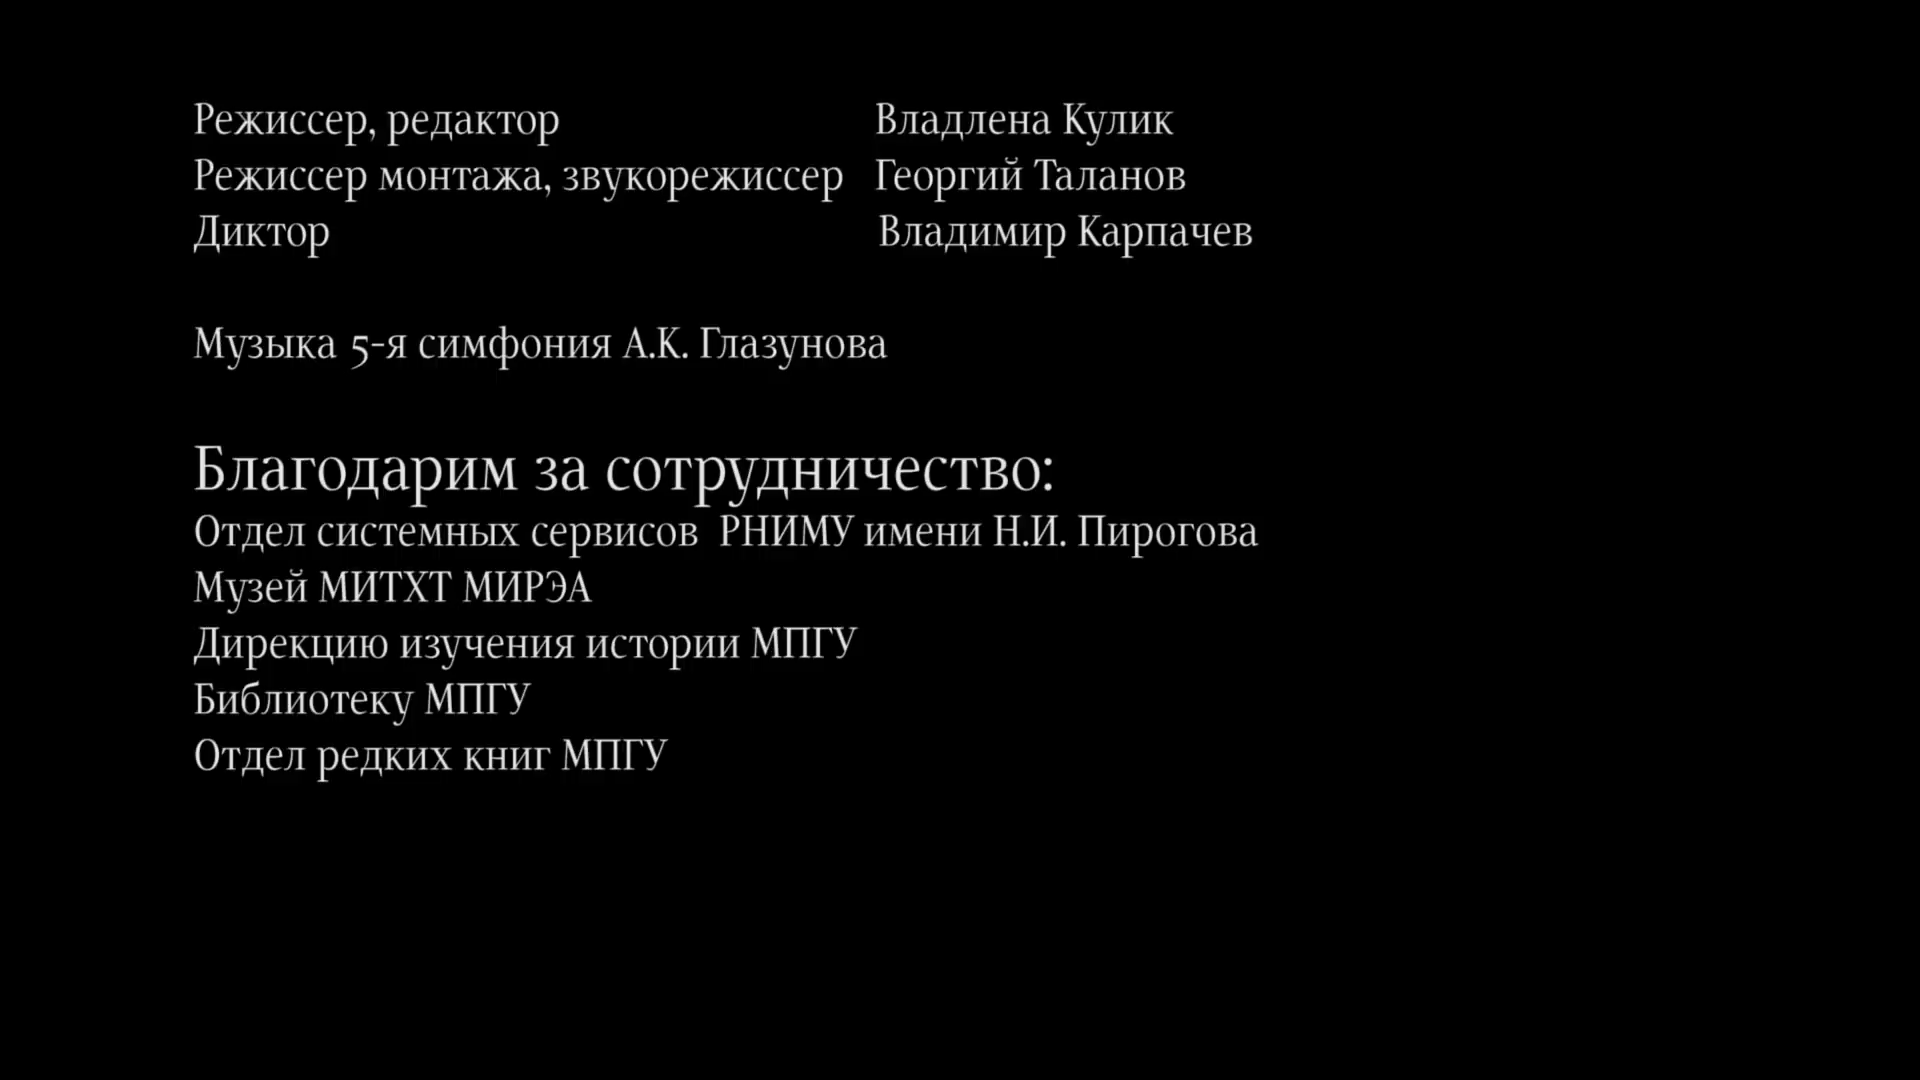 Режиссер, редактор Владлена Кулик
Режиссер монтажа, звукорежиссер Георгий Таланов
Диктор Владимир Карпачев
Музыка 5-я симфония А.К. Глазунова
Благодарим за сотрудничество:
Отдел системных сервисов РНИМУ имени Н.И. Пирогова
Музей МИТХТ МИРЭА
Дирекцию изучения истории МПГУ
Библиотеку МПГУ
Отдел редких книг МПГУ